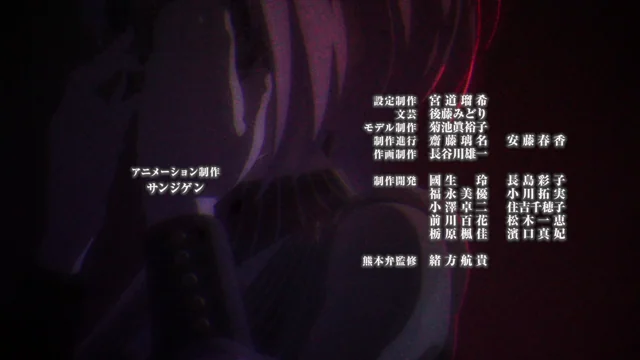 アニメーション制作
サンジゲン
設定制作 宮道瑠希
文芸 後藤みどり
モデル制作 菊池眞裕子
制作進行 齋藤璃名 安藤春香
作画制作 長谷川雄一
制作開発 國生 玲 長島彩子
福永美優 小川拓実
小澤卓二 住吉千穂子
前川百花 松木一恵
栃原楓佳 濱口真妃
熊本弁監修 緒方航貴